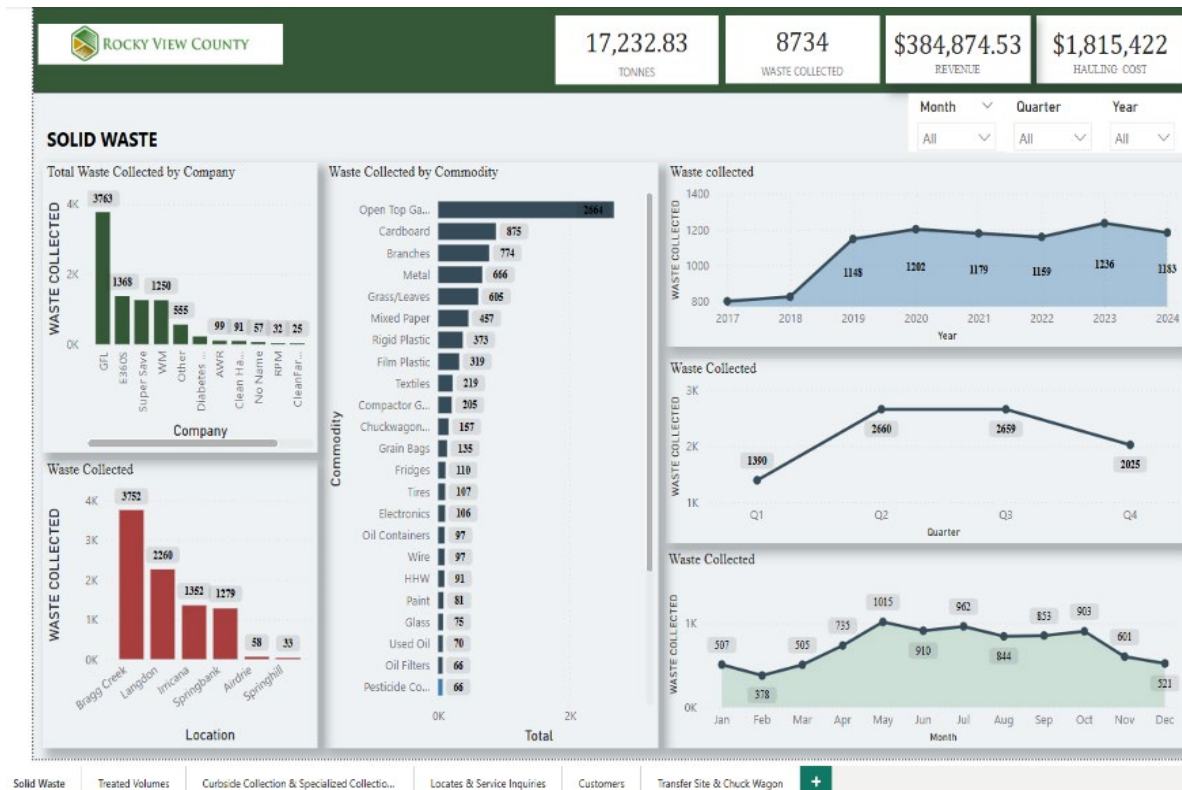 ROCKY VIEW COUNTY
17,232.83
TONNES
8734
WASTE COLLECTED
$384,874.53
REVENUE
$1,815,422
HAULING COST
Month
Quarter
Year
All
All
All
SOLID WASTE
Total Waste Collected by Company
WASTE COLLECTED
4K
2K
0K
3763
1368
1250
555
99
91
57
32
25
GFL
E360S
Super Save
WM
Other
Diabetes ...
AWR
Clean Ha...
No Name
RPM
CleanFar...
Company
Waste Collected
WASTE COLLECTED
4K
3K
2K
1K
0K
3752
2260
1352
1279
58
33
Bragg Creek
Langdon
Irricana
Springbank
Airdrie
Springhill
Location
Waste Collected by Commodity
Commodity
Open Top Ga... 2664
Cardboard 875
Branches 774
Metal 666
Grass/Leaves 605
Mixed Paper 457
Rigid Plastic 373
Film Plastic 319
Textiles 219
Compactor G... 205
Chuckwagon... 157
Grain Bags 135
Fridges 110
Tires 107
Electronics 106
Oil Containers 97
Wire 97
HHW 91
Paint 81
Glass 75
Used Oil 70
Oil Filters 66
Pesticide Co... 66
0K 2K
Total
Waste collected
WASTE COLLECTED
1400
1200
1000
800
1148
1202
1179
1159
1236
1183
2017 2018 2019 2020 2021 2022 2023 2024
Year
Waste Collected
WASTE COLLECTED
3K
2K
1K
1390
2660
2659
2025
Q1 Q2 Q3 Q4
Quarter
Waste Collected
WASTE COLLECTED
1K
0K
507
378
505
735
1015
910
962
844
853
903
601
521
Jan Feb Mar Apr May Jun Jul Aug Sep Oct Nov Dec
Month
Solid Waste
Treated Volumes
Curbside Collection & Specialized Collectio...
Locates & Service Inquiries
Customers
Transfer Site & Chuck Wagon
+